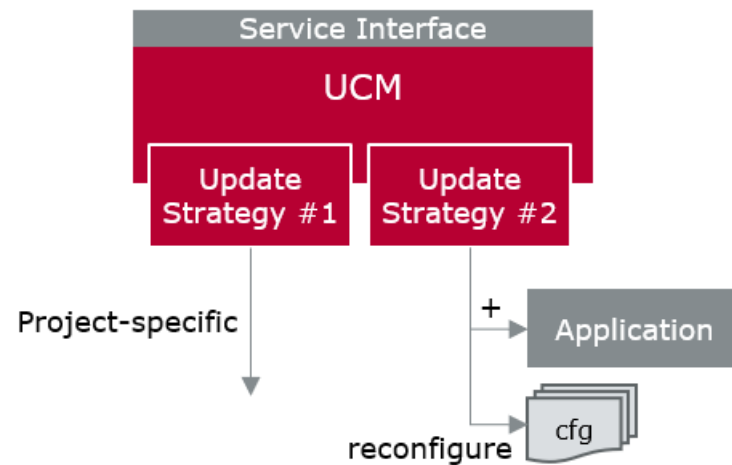 Service Interface
UCM
Update
Strategy #1
Update
Strategy #2
Project-specific
+
Application
reconfigure
cfg